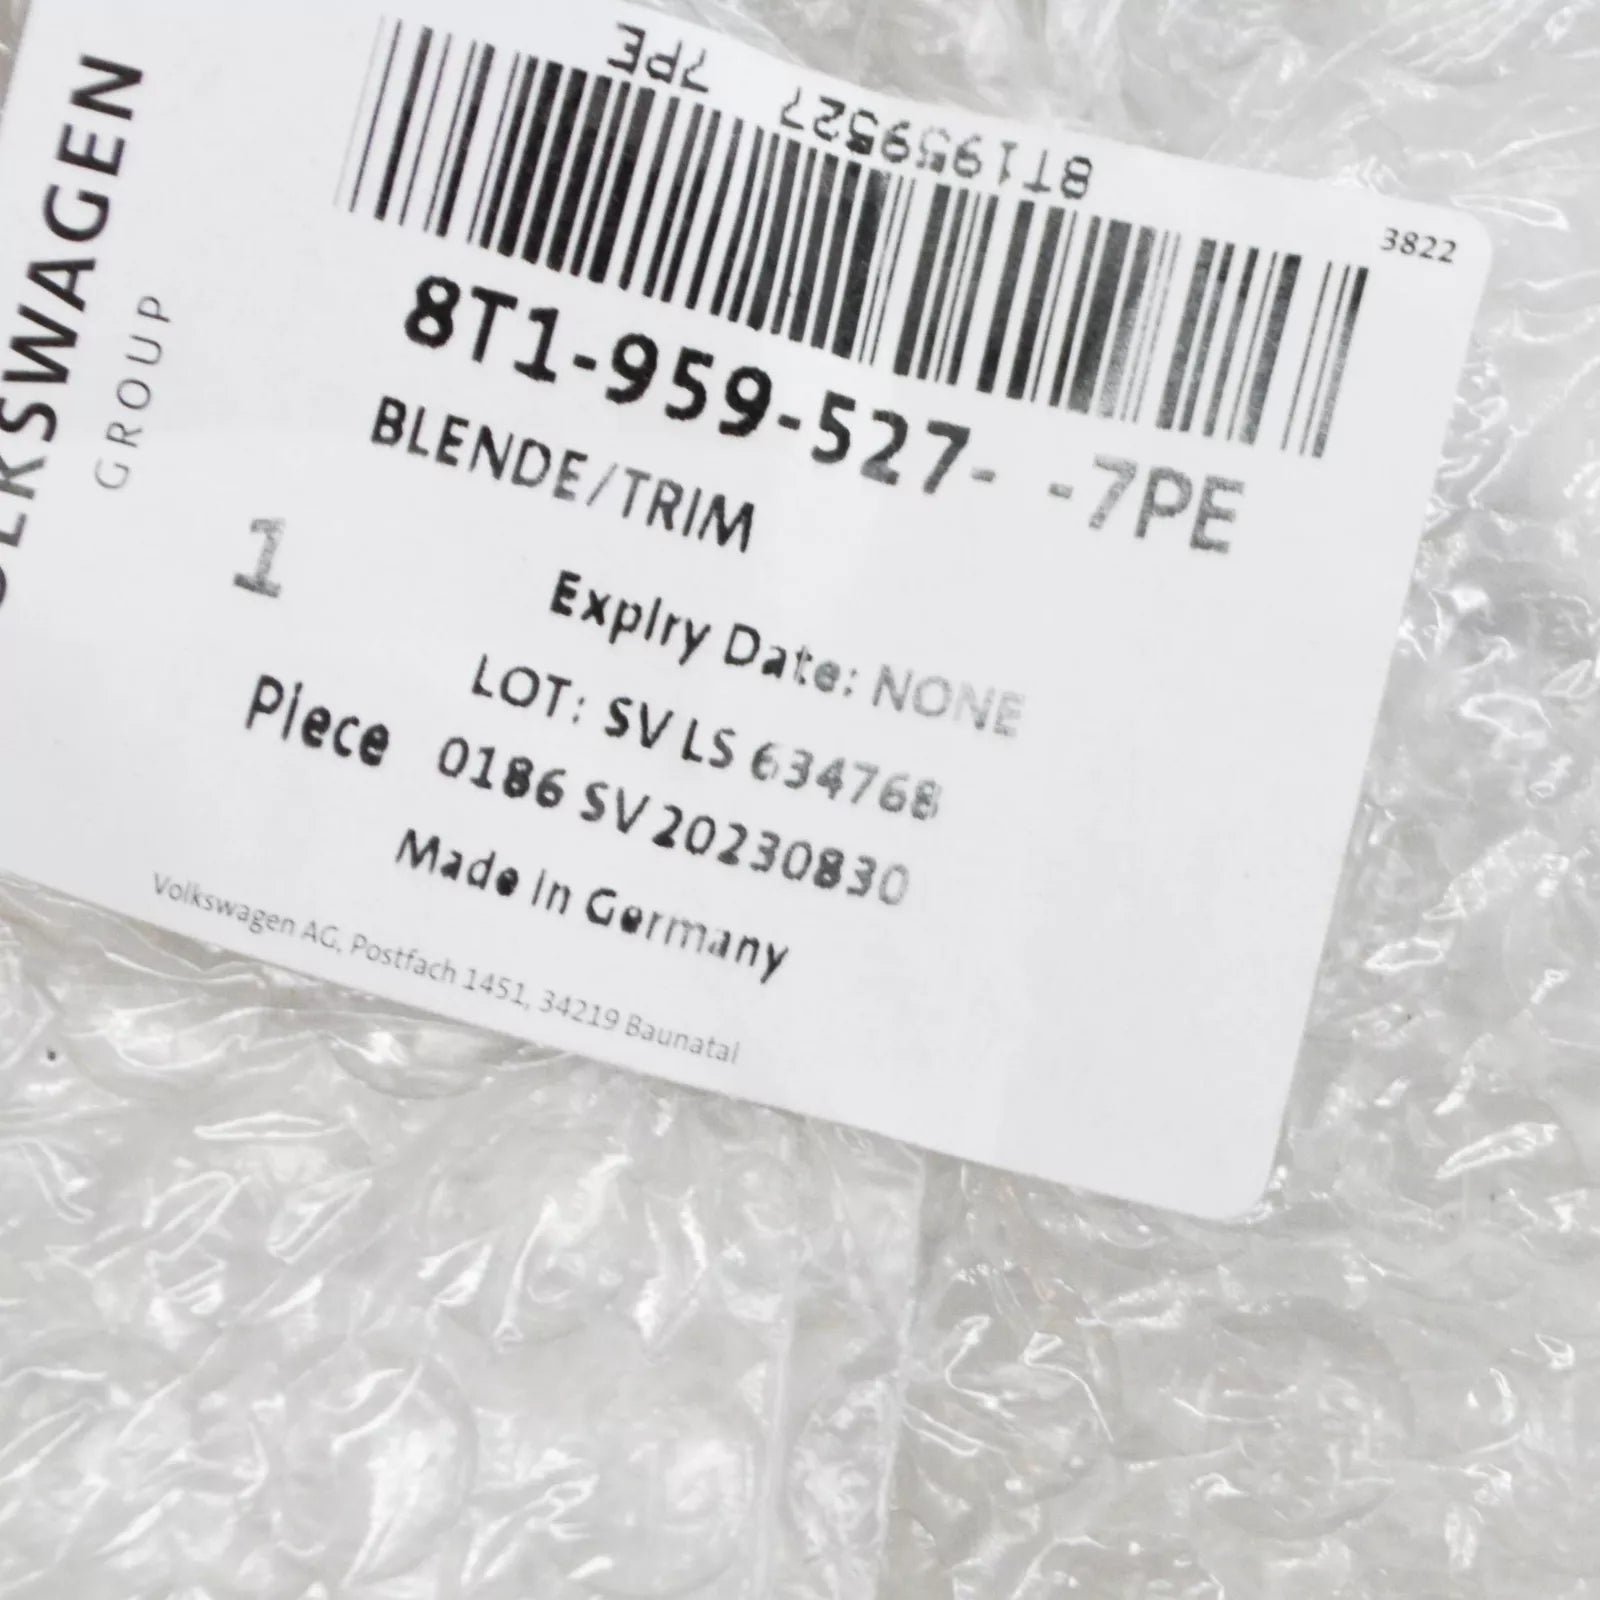 8T1959527 7PE
3822
8T1-959-527- -7PE
BLENDE/TRIM
1
Expiry Date: NONE
LOT: SV LS 634768
Piece 0186 SV 20230830
Made in Germany
Volkswagen AG, Postfach 1451, 34219 Baunatal
OLKSWAGEN
GROUP